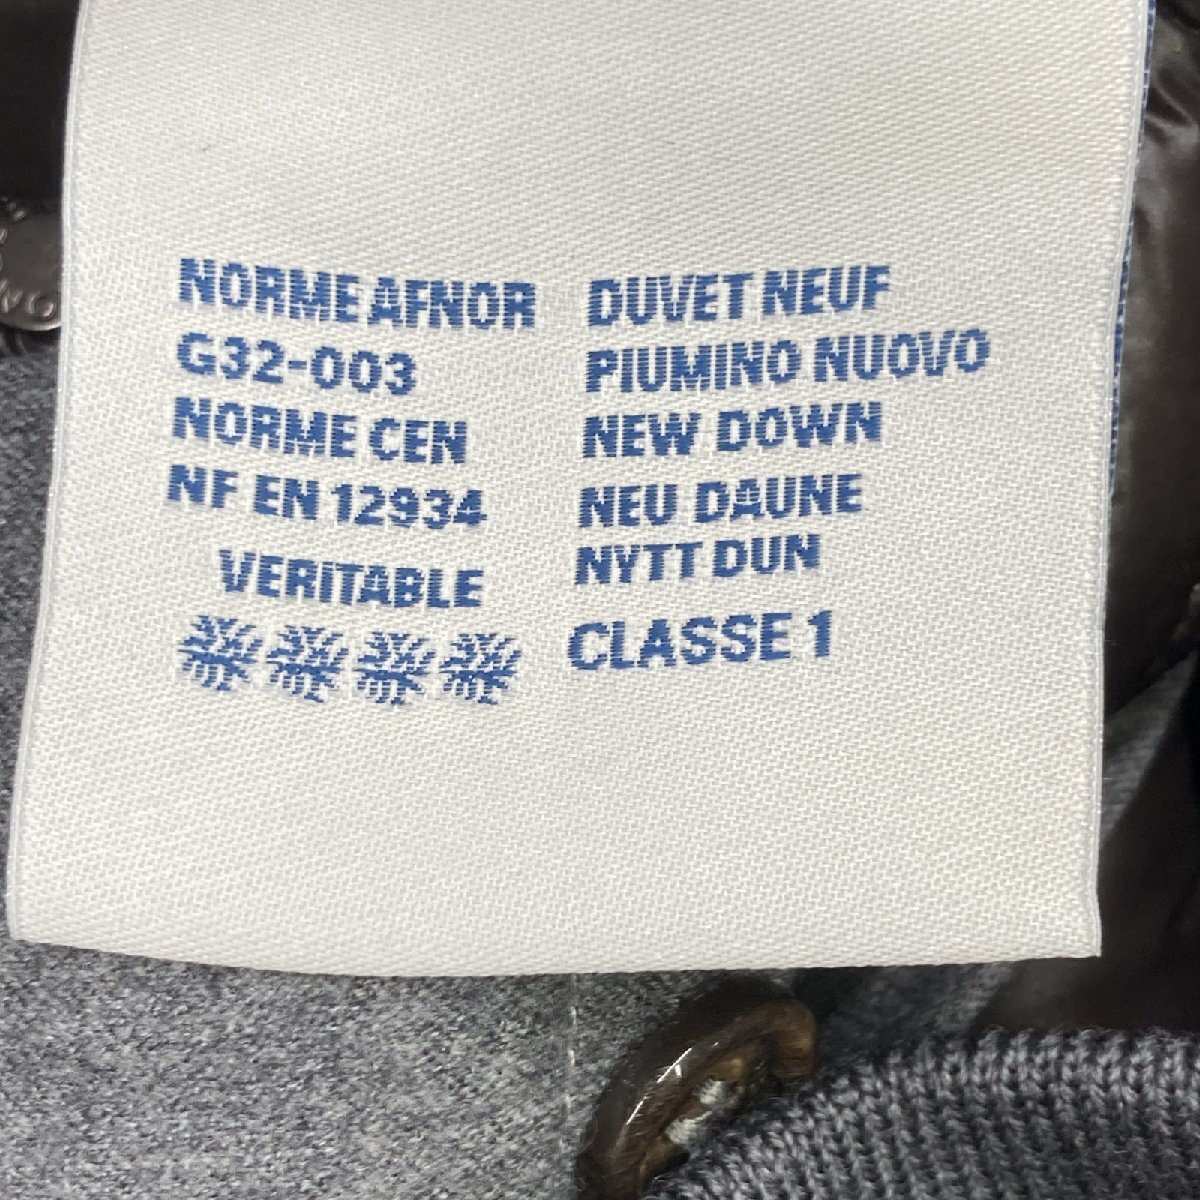 NORME AFNOR
G32-003
NORME CEN
NF EN 12934
VERITABLE
DUVET NEUF
PIUMINO NUOVO
NEW DOWN
NEU DAUNE
NYTT DUN
CLASSE 1